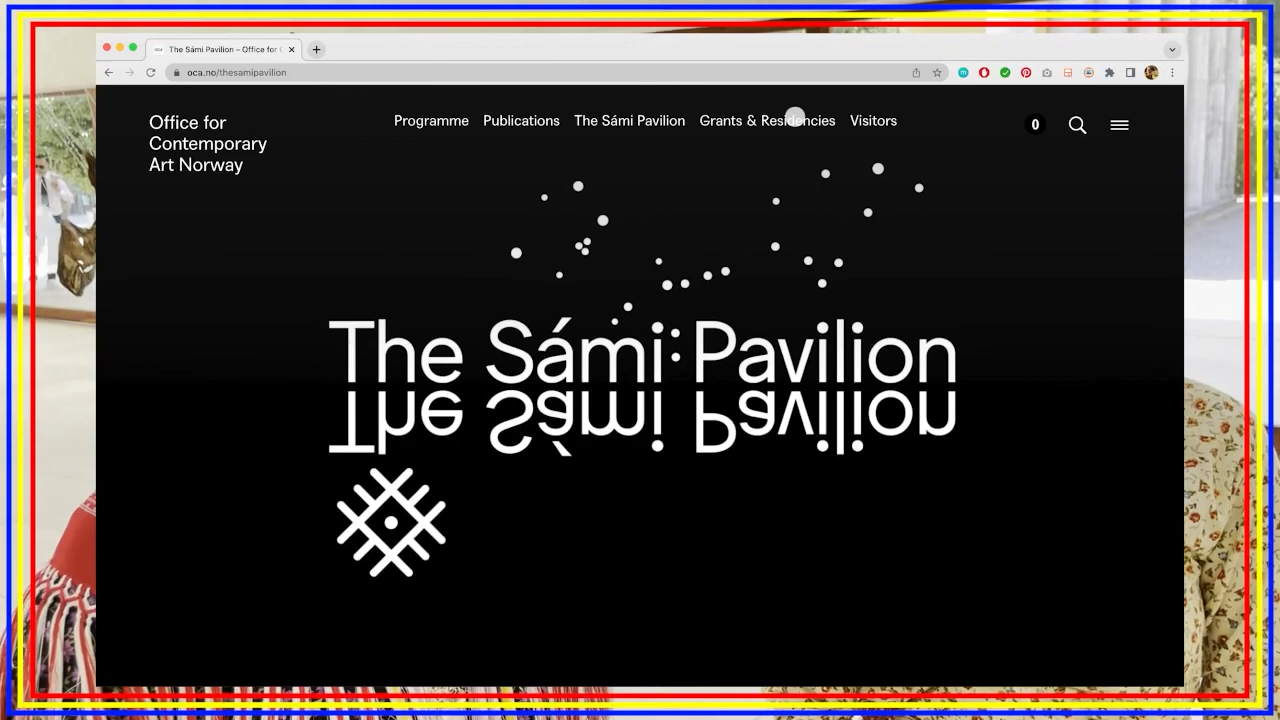 The Sámi Pavilion – Office for C
oca.no/thesamipavilion
Office for
Contemporary
Art Norway
Programme Publications The Sámi Pavilion Grants & Residencies Visitors
0
The Sámi Pavilion
The Sámi Pavilion